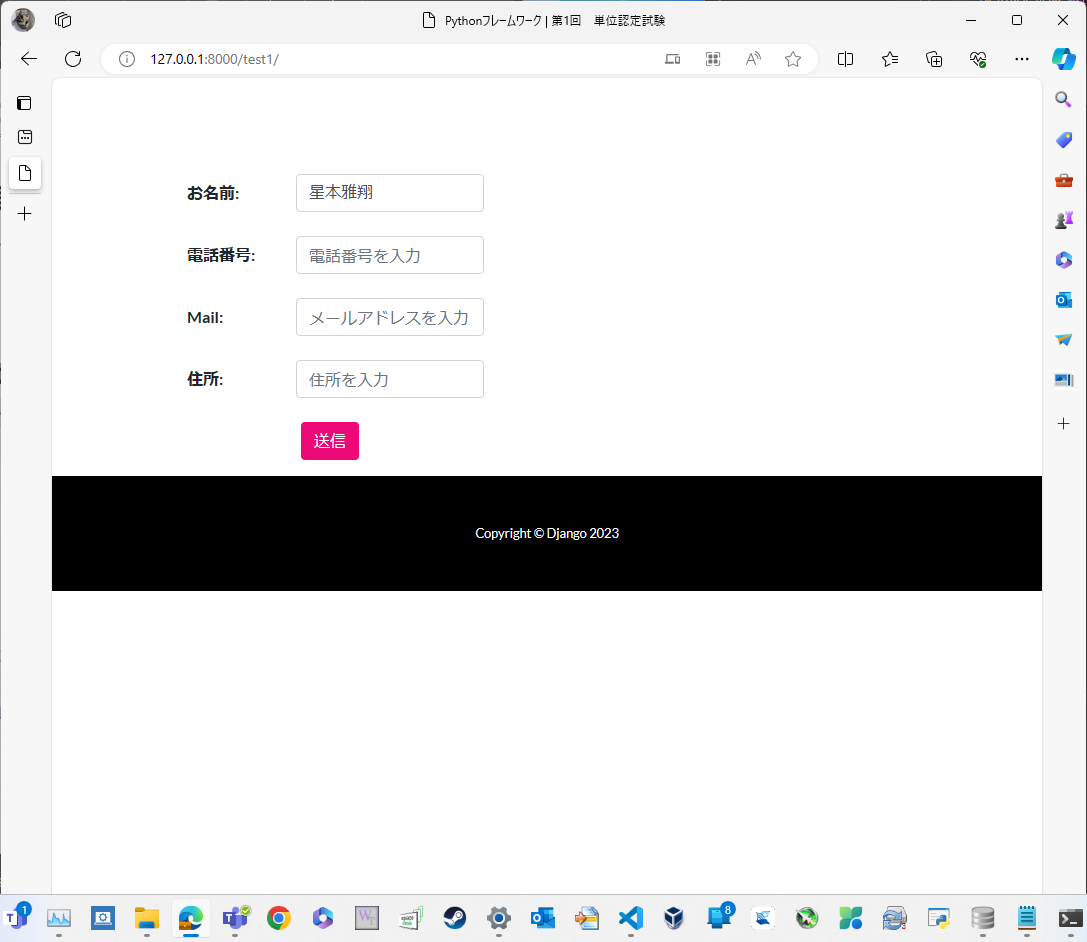 Pythonフレームワーク | 第1回　単位認定試験
127.0.0.1:8000/test1/
お名前: 星本雅翔
電話番号: 電話番号を入力
Mail: メールアドレスを入力
住所: 住所を入力
送信
Copyright © Django 2023
1
8